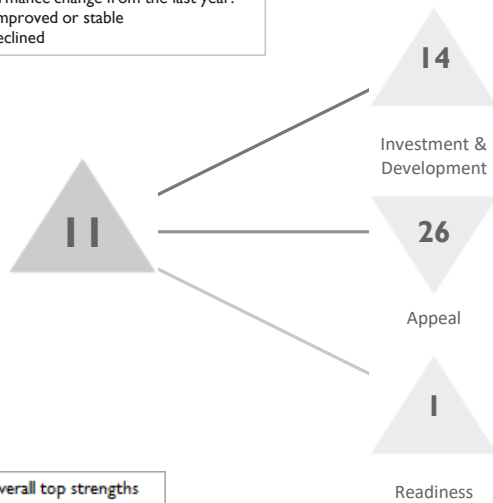 change from the last year:
mproved or stable
eclined
14
Investment &
Development
11
26
Appeal
1
Readiness
verall top strengths